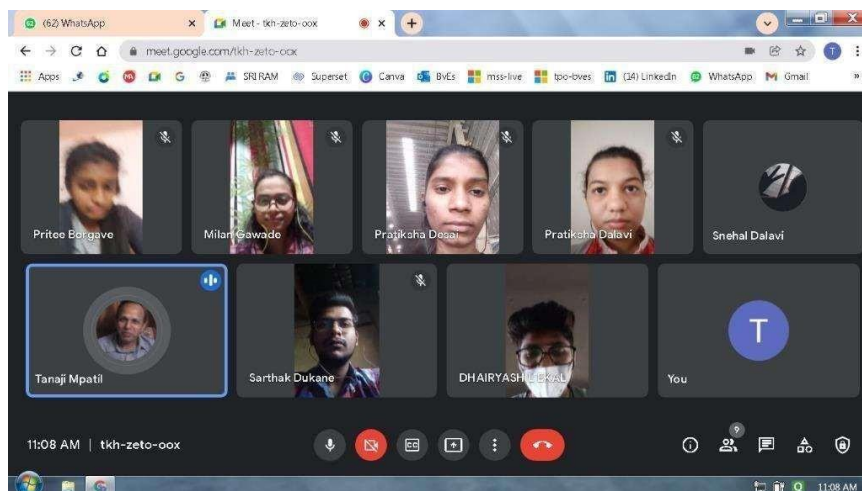 (62) WhatsApp
Meet - tkh-zeto-oox
meet.google.com/tkh-zeto-oox
T
Apps
SRI RAM
Superset
Canva
BvEs
mss-live
tpo-bves
(14) LinkedIn
WhatsApp
Gmail
Pritee Borgave
Milan Gawade
Pratiksha Desai
Pratiksha Dalavi
Snehal Dalavi
Tanaji Mpatil
Sarthak Dukane
DHAIRYASH
T
You
11:08 AM | tkh-zeto-oox
CC
9
11:08 AM